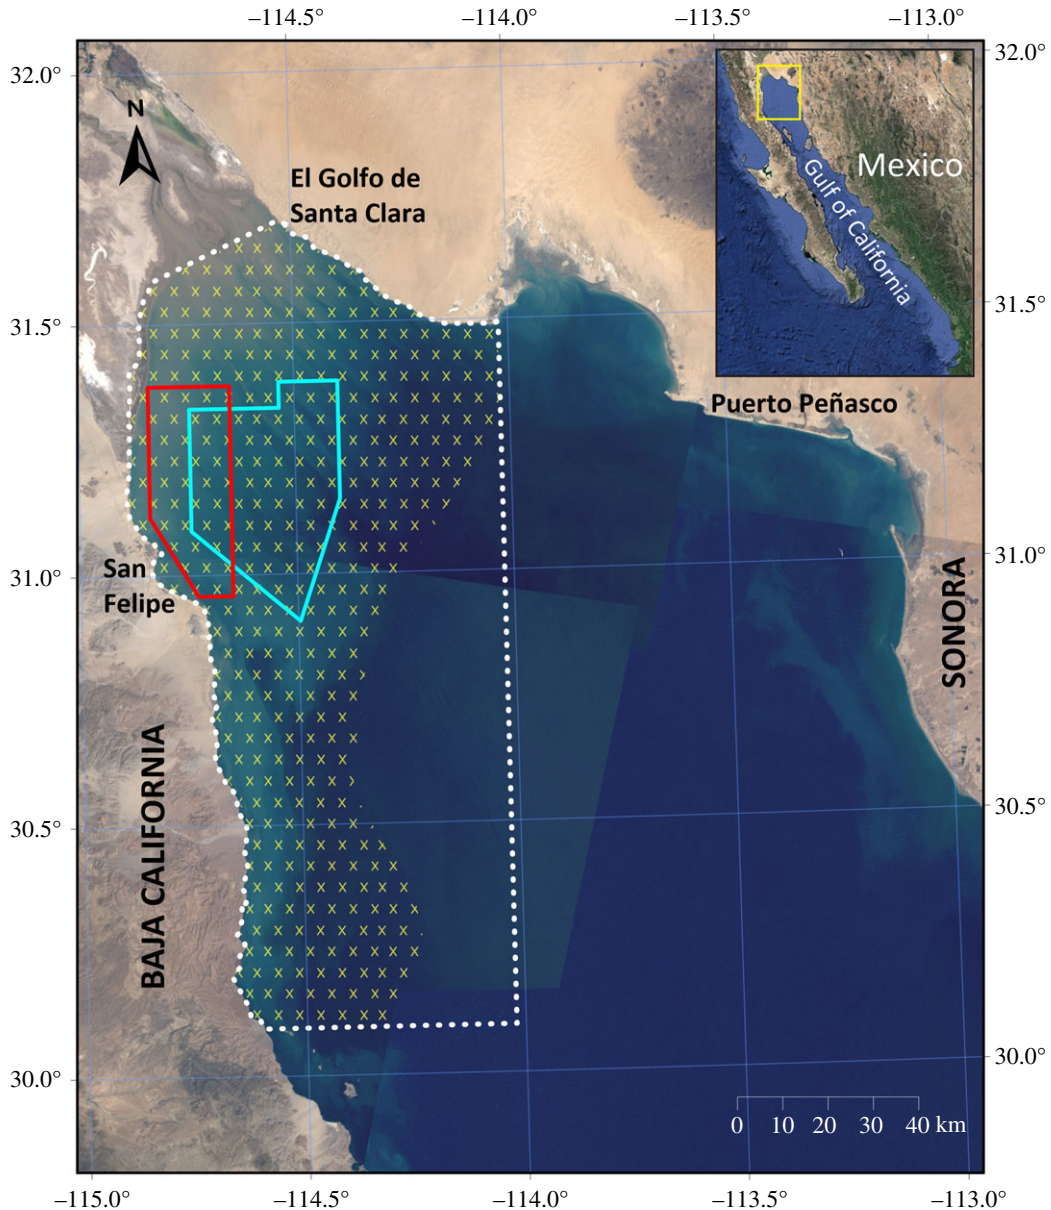 −114.5° −114.0° −113.5° −113.0°
32.0°
32.0°
N
El Golfo de
Santa Clara
Mexico
Gulf of California
31.5°
31.5°
Puerto Peñasco
San
Felipe
31.0°
31.0°
SONORA
BAJA CALIFORNIA
30.5°
30.5°
30.0°
30.0°
0 10 20 30 40 km
−115.0° −114.5° −114.0° −113.5° −113.0°